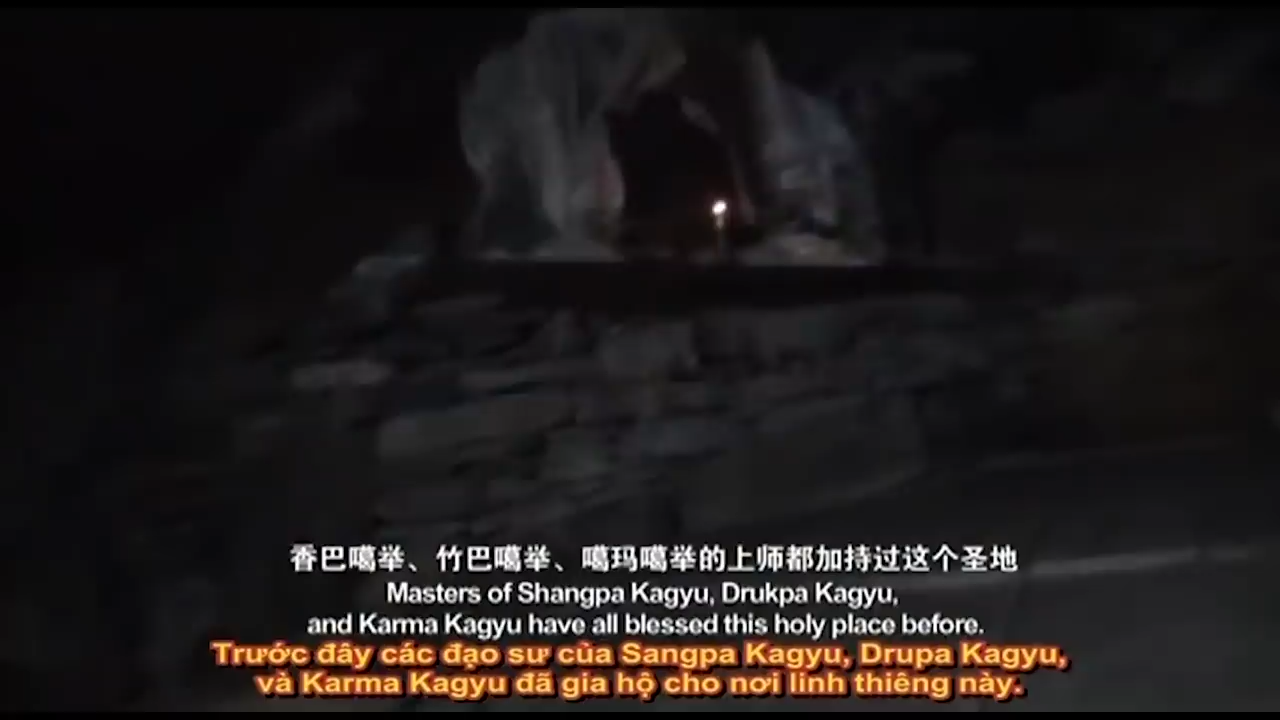 香巴噶举、竹巴噶举、噶玛噶举的上师都加持过这个圣地
Masters of Shangpa Kagyu, Drukpa Kagyu,
and Karma Kagyu have all blessed this holy place before.
Trước đây các đạo sư của Sangpa Kagyu, Drupa Kagyu,
và Karma Kagyu đã gia hộ cho nơi linh thiêng này.